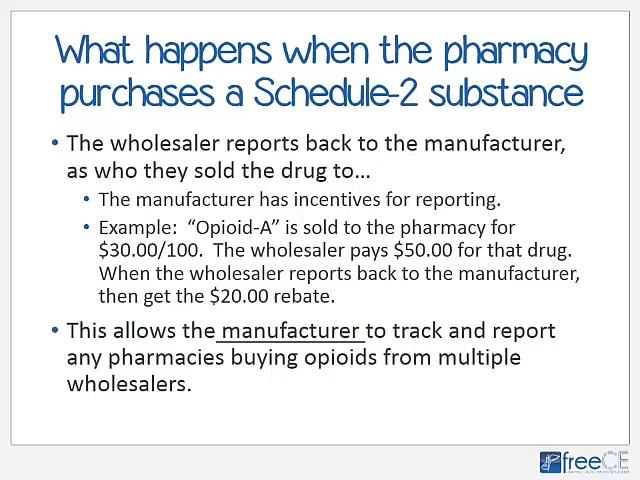 What happens when the pharmacy
purchases a Schedule-2 substance
• The wholesaler reports back to the manufacturer,
as who they sold the drug to…
• The manufacturer has incentives for reporting.
• Example: “Opioid-A” is sold to the pharmacy for
$30.00/100. The wholesaler pays $50.00 for that drug.
When the wholesaler reports back to the manufacturer,
then get the $20.00 rebate.
• This allows the manufacturer to track and report
any pharmacies buying opioids from multiple
wholesalers.
freeCE